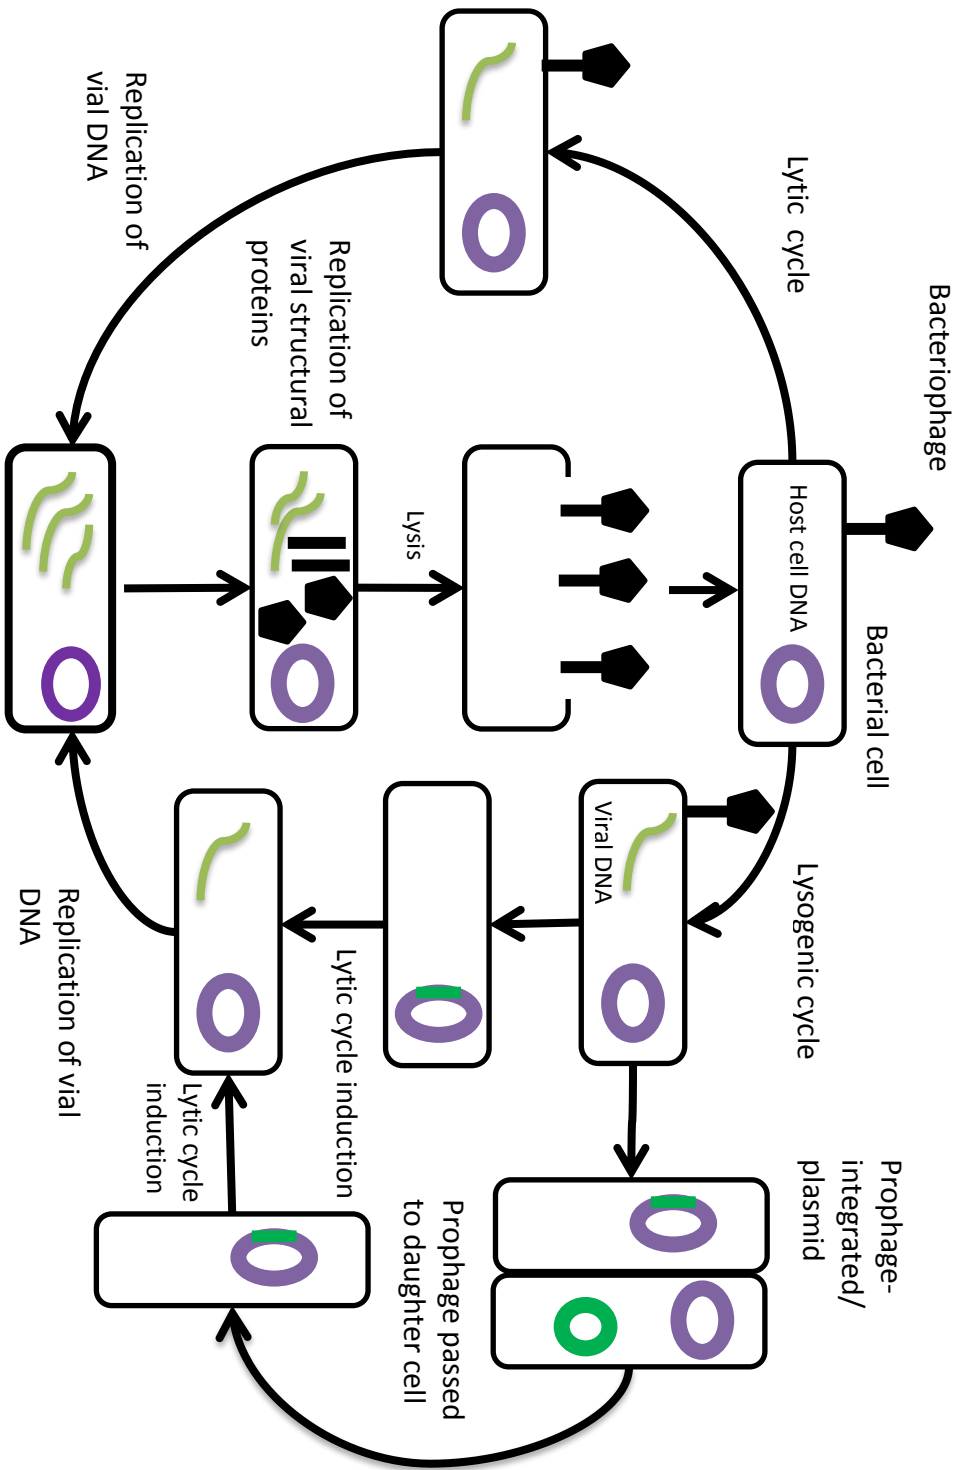 Bacteriophage
Bacterial cell
Lytic cycle
Host cell DNA
Lysogenic cycle
Prophage-
integrated/
plasmid
Viral DNA
Lysis
Replication of
viral structural
proteins
Lytic cycle induction
Prophage passed
to daughter cell
Replication of
vial DNA
Lytic cycle
induction
Replication of vial
DNA